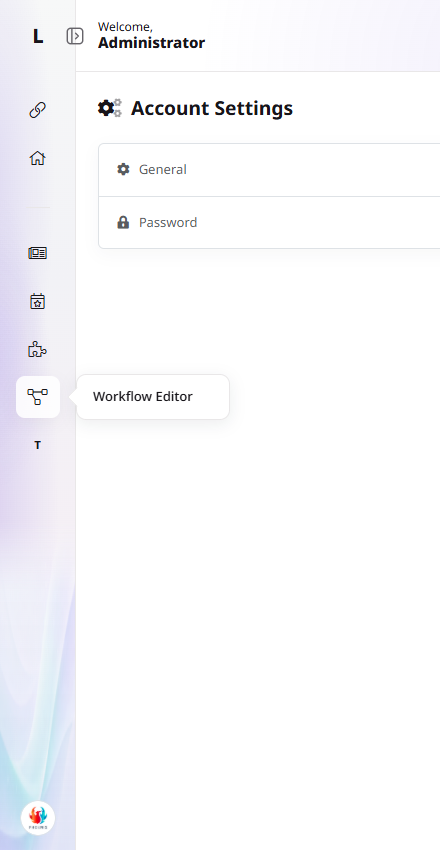 L
Welcome,
Administrator
Account Settings
General
Password
Workflow Editor
T